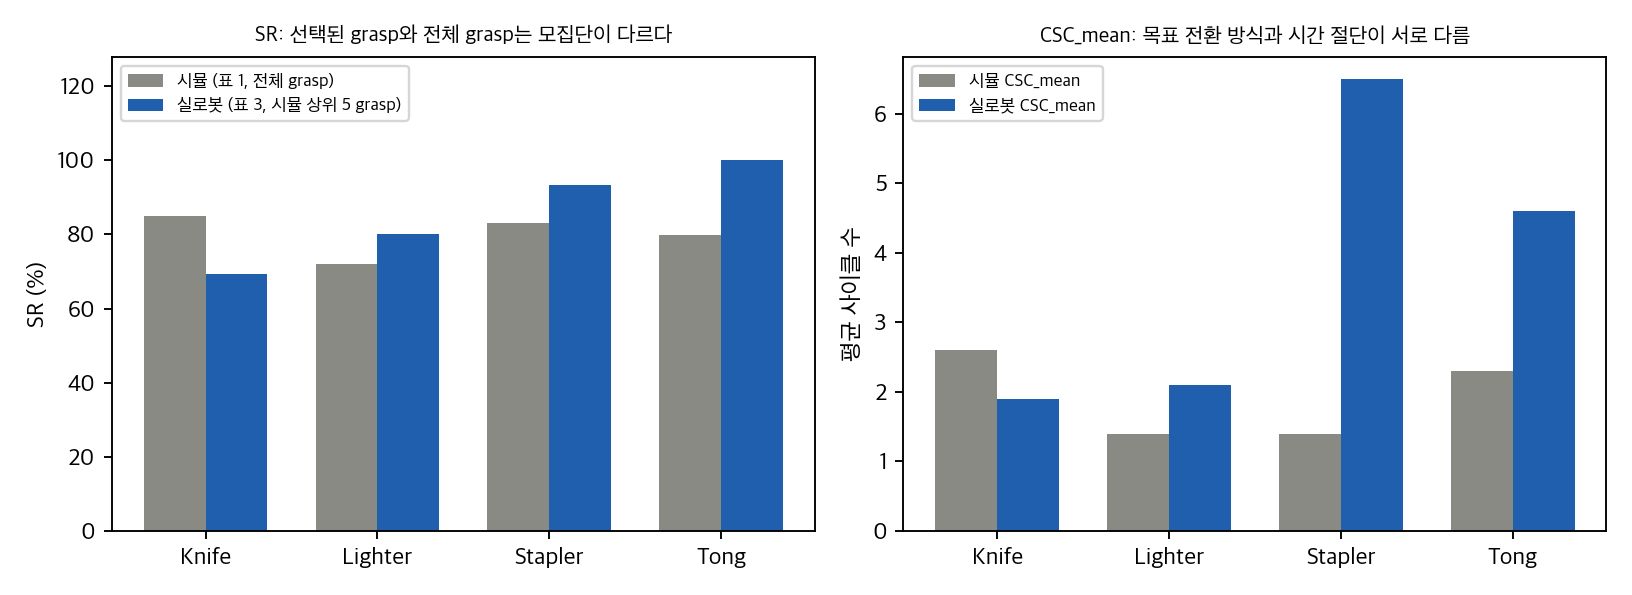 SR: 선택된 grasp와 전체 grasp는 모집단이 다르다
시뮬 (표 1, 전체 grasp)
실로봇 (표 3, 시뮬 상위 5 grasp)
SR (%)
120
100
80
60
40
20
0
Knife
Lighter
Stapler
Tong
CSC_mean: 목표 전환 방식과 시간 절단이 서로 다름
시뮬 CSC_mean
실로봇 CSC_mean
평균 사이클 수
6
5
4
3
2
1
0
Knife
Lighter
Stapler
Tong